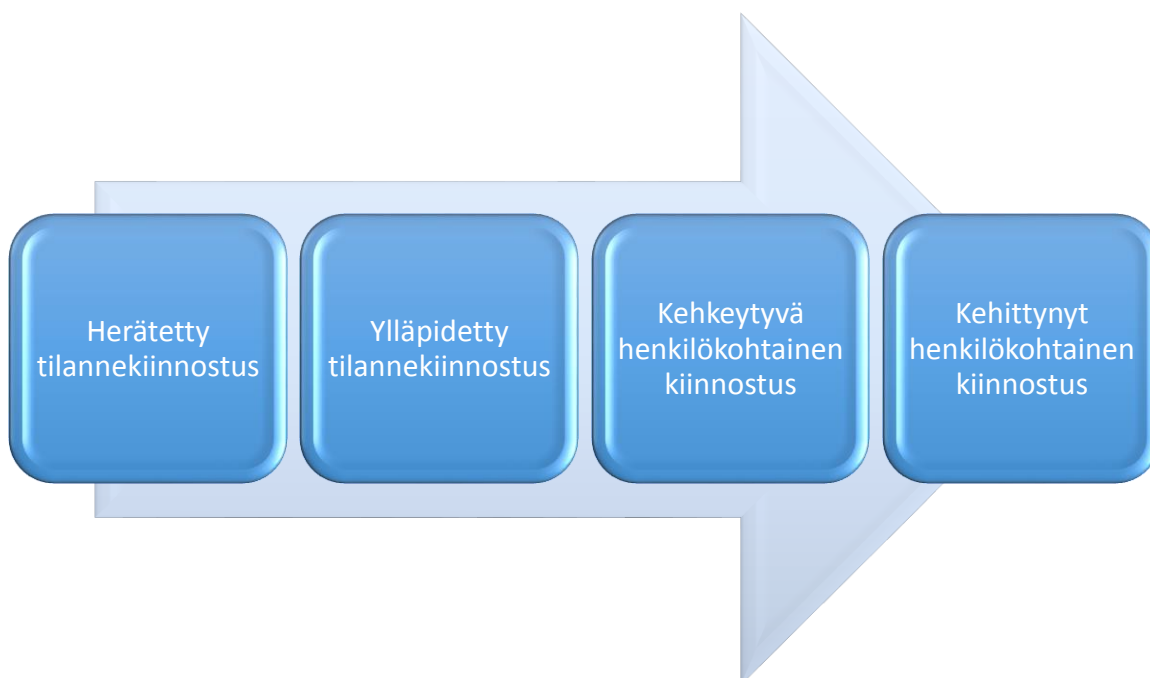 Herätetty
tilannekiinnostus
Ylläpidetty
tilannekiinnostus
Kehkeytyvä
henkilökohtainen
kiinnostus
Kehittynyt
henkilökohtainen
kiinnostus